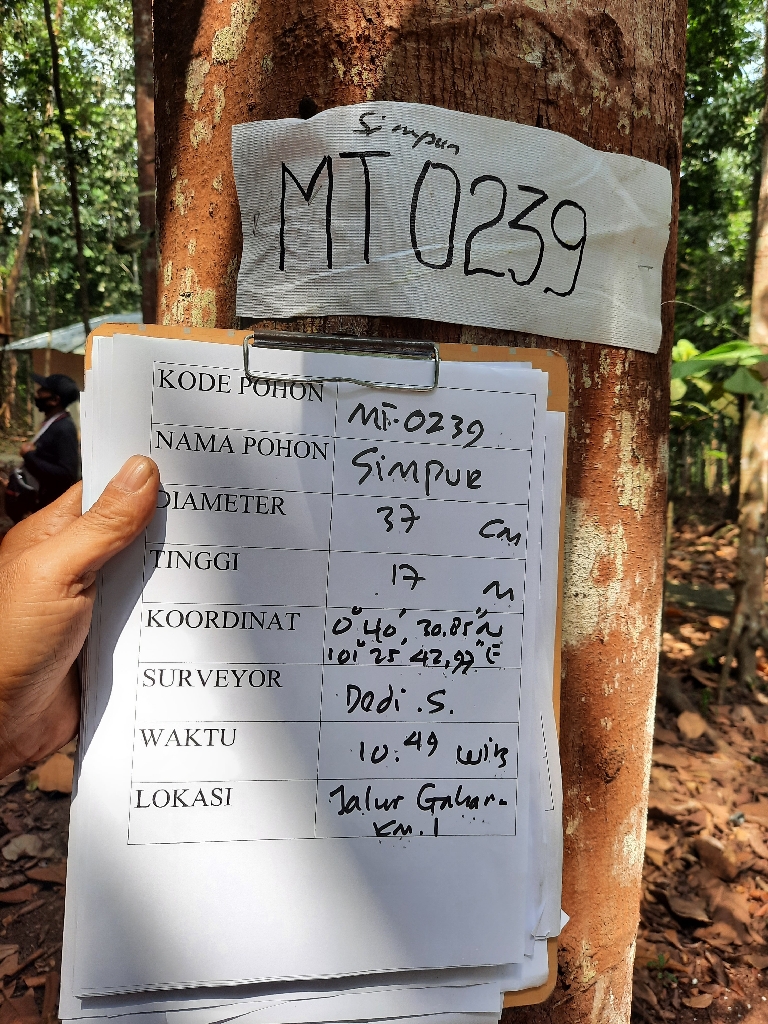 Simpur
MT 0239
KODE POHON MT-0239
NAMA POHON Simpur
DIAMETER 37 cm
TINGGI 17 m
KOORDINAT 0° 40' 30.85" N
101° 25' 42,97" E
SURVEYOR Dedi .S.
WAKTU 10.49 WIB
LOKASI Jalur Gahar-
Km. 1